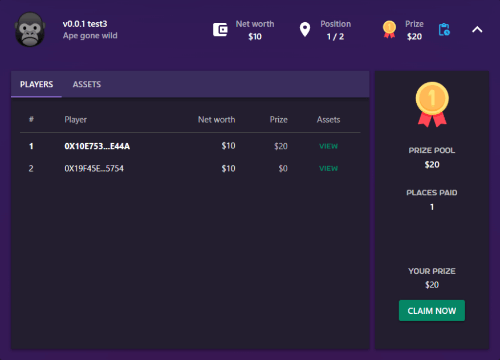 v0.0.1 test3
Ape gone wild
Net worth
$10
Position
1 / 2
Prize
$20
PLAYERS
ASSETS
# Player Net worth Prize Assets
1 0X10E753...E44A $10 $20 VIEW
2 0X19F45E...5754 $10 $0 VIEW
1
PRIZE POOL
$20
PLACES PAID
1
YOUR PRIZE
$20
CLAIM NOW